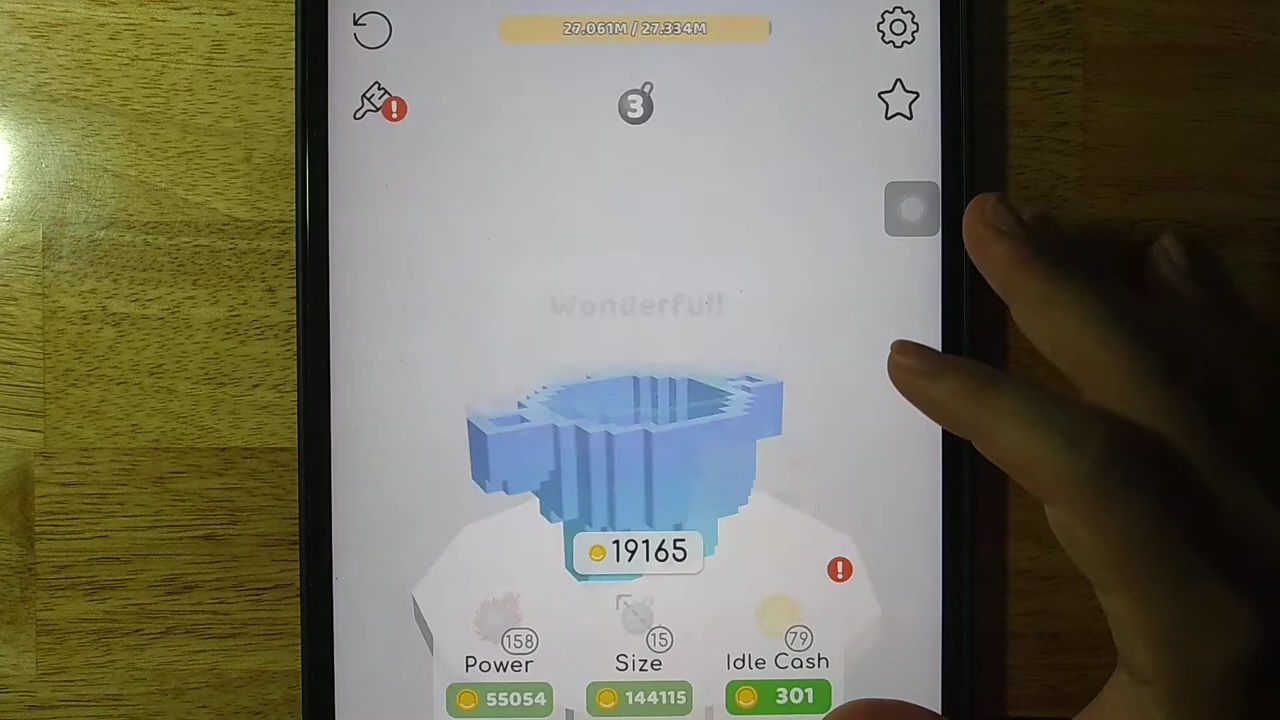 27.061M / 27.334M
!
3
Wonderful!
19165
!
158
15
79
Power
Size
Idle Cash
55054
144115
301